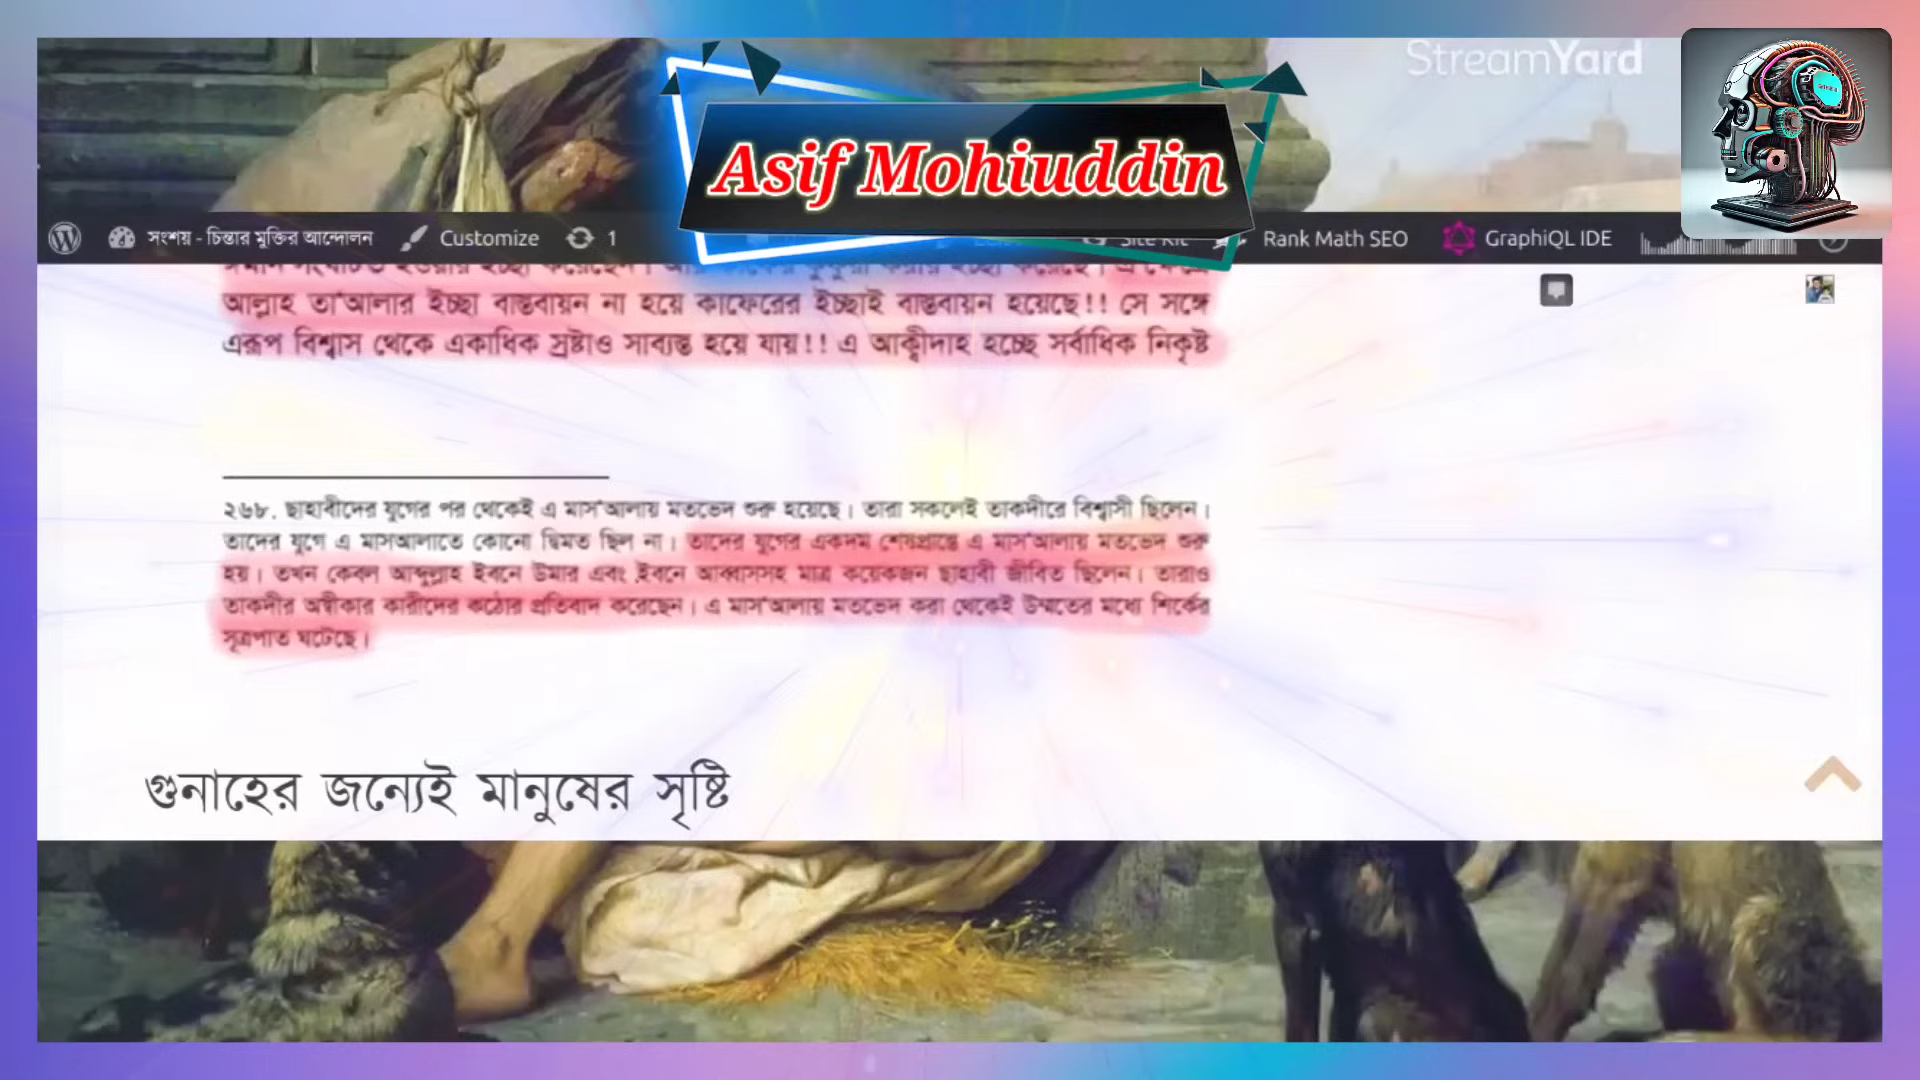 StreamYard
Asif Mohiuddin
সংশয় - চিন্তার মুক্তির আন্দোলন Customize 1 Site Kit Rank Math SEO GraphiQL IDE
আল্লাহ তা'আলার ইচ্ছা বাস্তবায়ন না হয়ে কাফেরের ইচ্ছাই বাস্তবায়ন হয়েছে!! সে সঙ্গে
এরূপ বিশ্বাস থেকে একাধিক স্রষ্টাও সাব্যস্ত হয়ে যায়!! এ আক্বীদাহ হচ্ছে সর্বাধিক নিকৃষ্ট
২৬৮. ছাহাবীদের যুগের পর থেকেই এ মাস'আলায় মতভেদ শুরু হয়েছে। তারা সকলেই তাকদীরে বিশ্বাসী ছিলেন।
তাদের যুগে এ মাসআলাতে কোনো দ্বিমত ছিল না। তাদের যুগের একদম শেষপ্রান্তে এ মাস'আলায় মতভেদ শুরু
হয়। তখন কেবল আব্দুল্লাহ ইবনে উমার এবং ইবনে আব্বাসসহ মাত্র কয়েকজন ছাহাবী জীবিত ছিলেন। তারাও
তাকদীর অস্বীকার কারীদের কঠোর প্রতিবাদ করেছেন। এ মাস'আলায় মতভেদ করা থেকেই উম্মতের মধ্যে শির্কের
সূত্রপাত ঘটেছে।
গুনাহের জন্যেই মানুষের সৃষ্টি